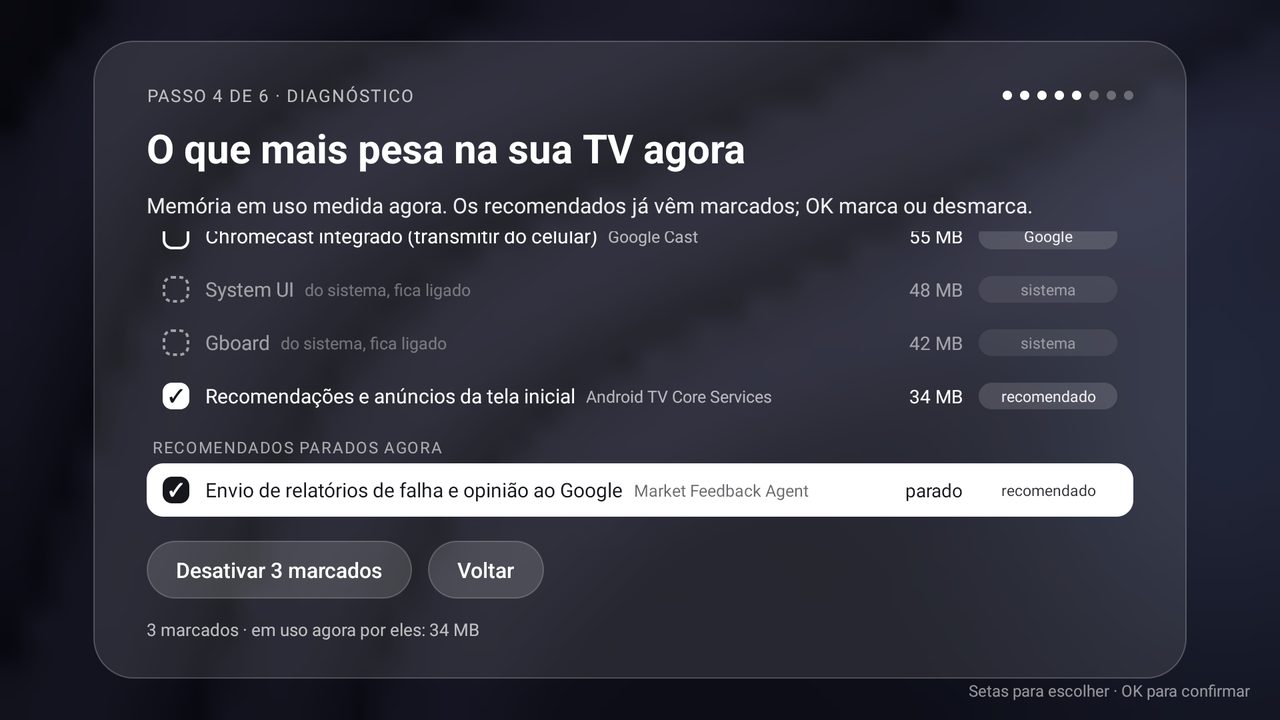 PASSO 4 DE 6 · DIAGNÓSTICO
O que mais pesa na sua TV agora
Memória em uso medida agora. Os recomendados já vêm marcados; OK marca ou desmarca.
Chromecast integrado (transmitir do celular) Google Cast 55 MB Google
System UI do sistema, fica ligado 48 MB sistema
Gboard do sistema, fica ligado 42 MB sistema
Recomendações e anúncios da tela inicial Android TV Core Services 34 MB recomendado
RECOMENDADOS PARADOS AGORA
Envio de relatórios de falha e opinião ao Google Market Feedback Agent parado recomendado
Desativar 3 marcados Voltar
3 marcados · em uso agora por eles: 34 MB
Setas para escolher · OK para confirmar